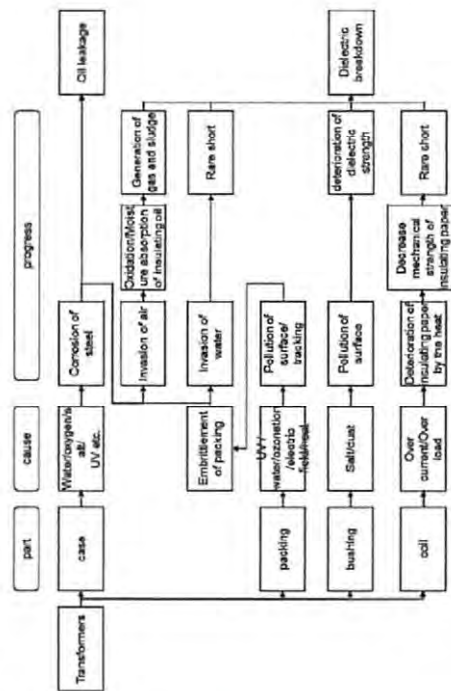 part
cause
progress
Transformers
case
Water/oxygen/s
alt/
UV etc.
Corrosion of
steel
Oil leakage
Invasion of air
Oxidation/Moist
ure absorption
of insulating oil
Generation of
gas and sludge
Embrittlement
of packing
Invasion of
water
Rare short
packing
UV /
water/ozonation
/electric
field/heat
Pollution of
surface/
tracking
bushing
Salt/dust
Pollution of
surface
deterioration of
dielectric
strength
Dielectric
breakdown
coil
Over
current/Over
load
Deterioration of
insulating paper
by the heat
Decrease
mechanical
strength of
insulating paper
Rare short